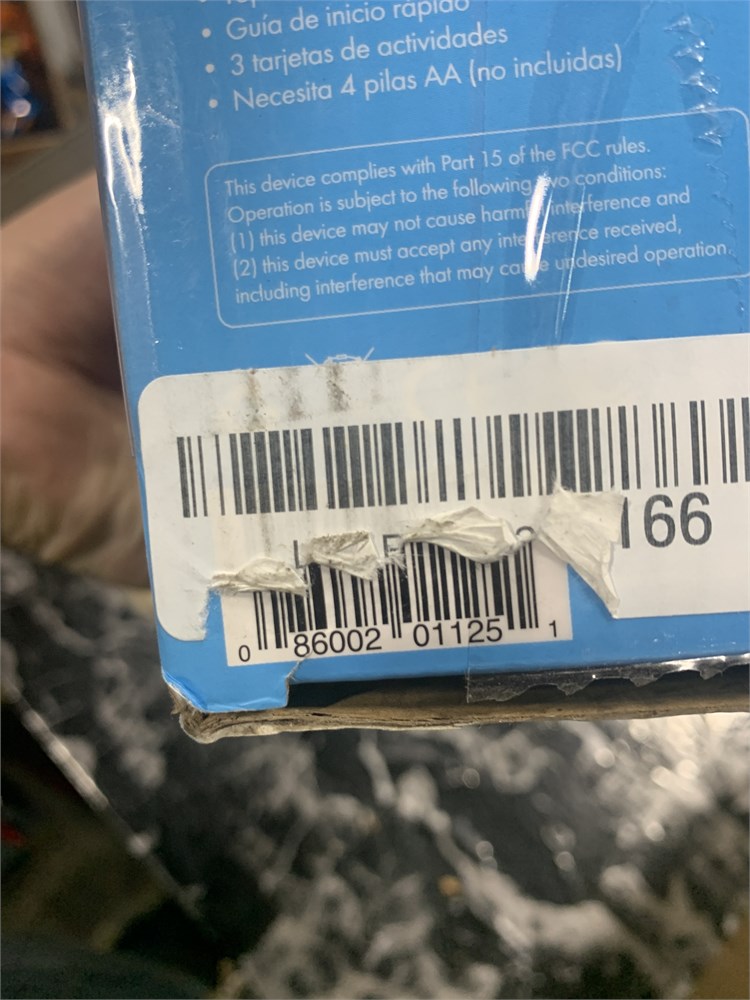 • Guía de inicio rápido
• 3 tarjetas de actividades
• Necesita 4 pilas AA (no incluidas)
This device complies with Part 15 of the FCC rules.
Operation is subject to the following two conditions:
(1) this device may not cause harmful interference and
(2) this device must accept any interference received,
including interference that may cause undesired operation.
166
0 86002 01125 1